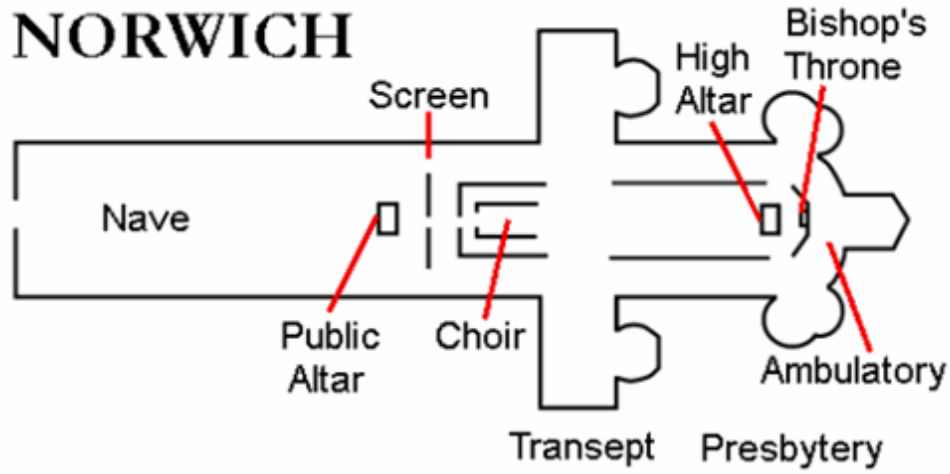 NORWICH
Bishop's
Throne
High
Altar
Screen
Nave
Public
Altar
Choir
Ambulatory
Transept
Presbytery